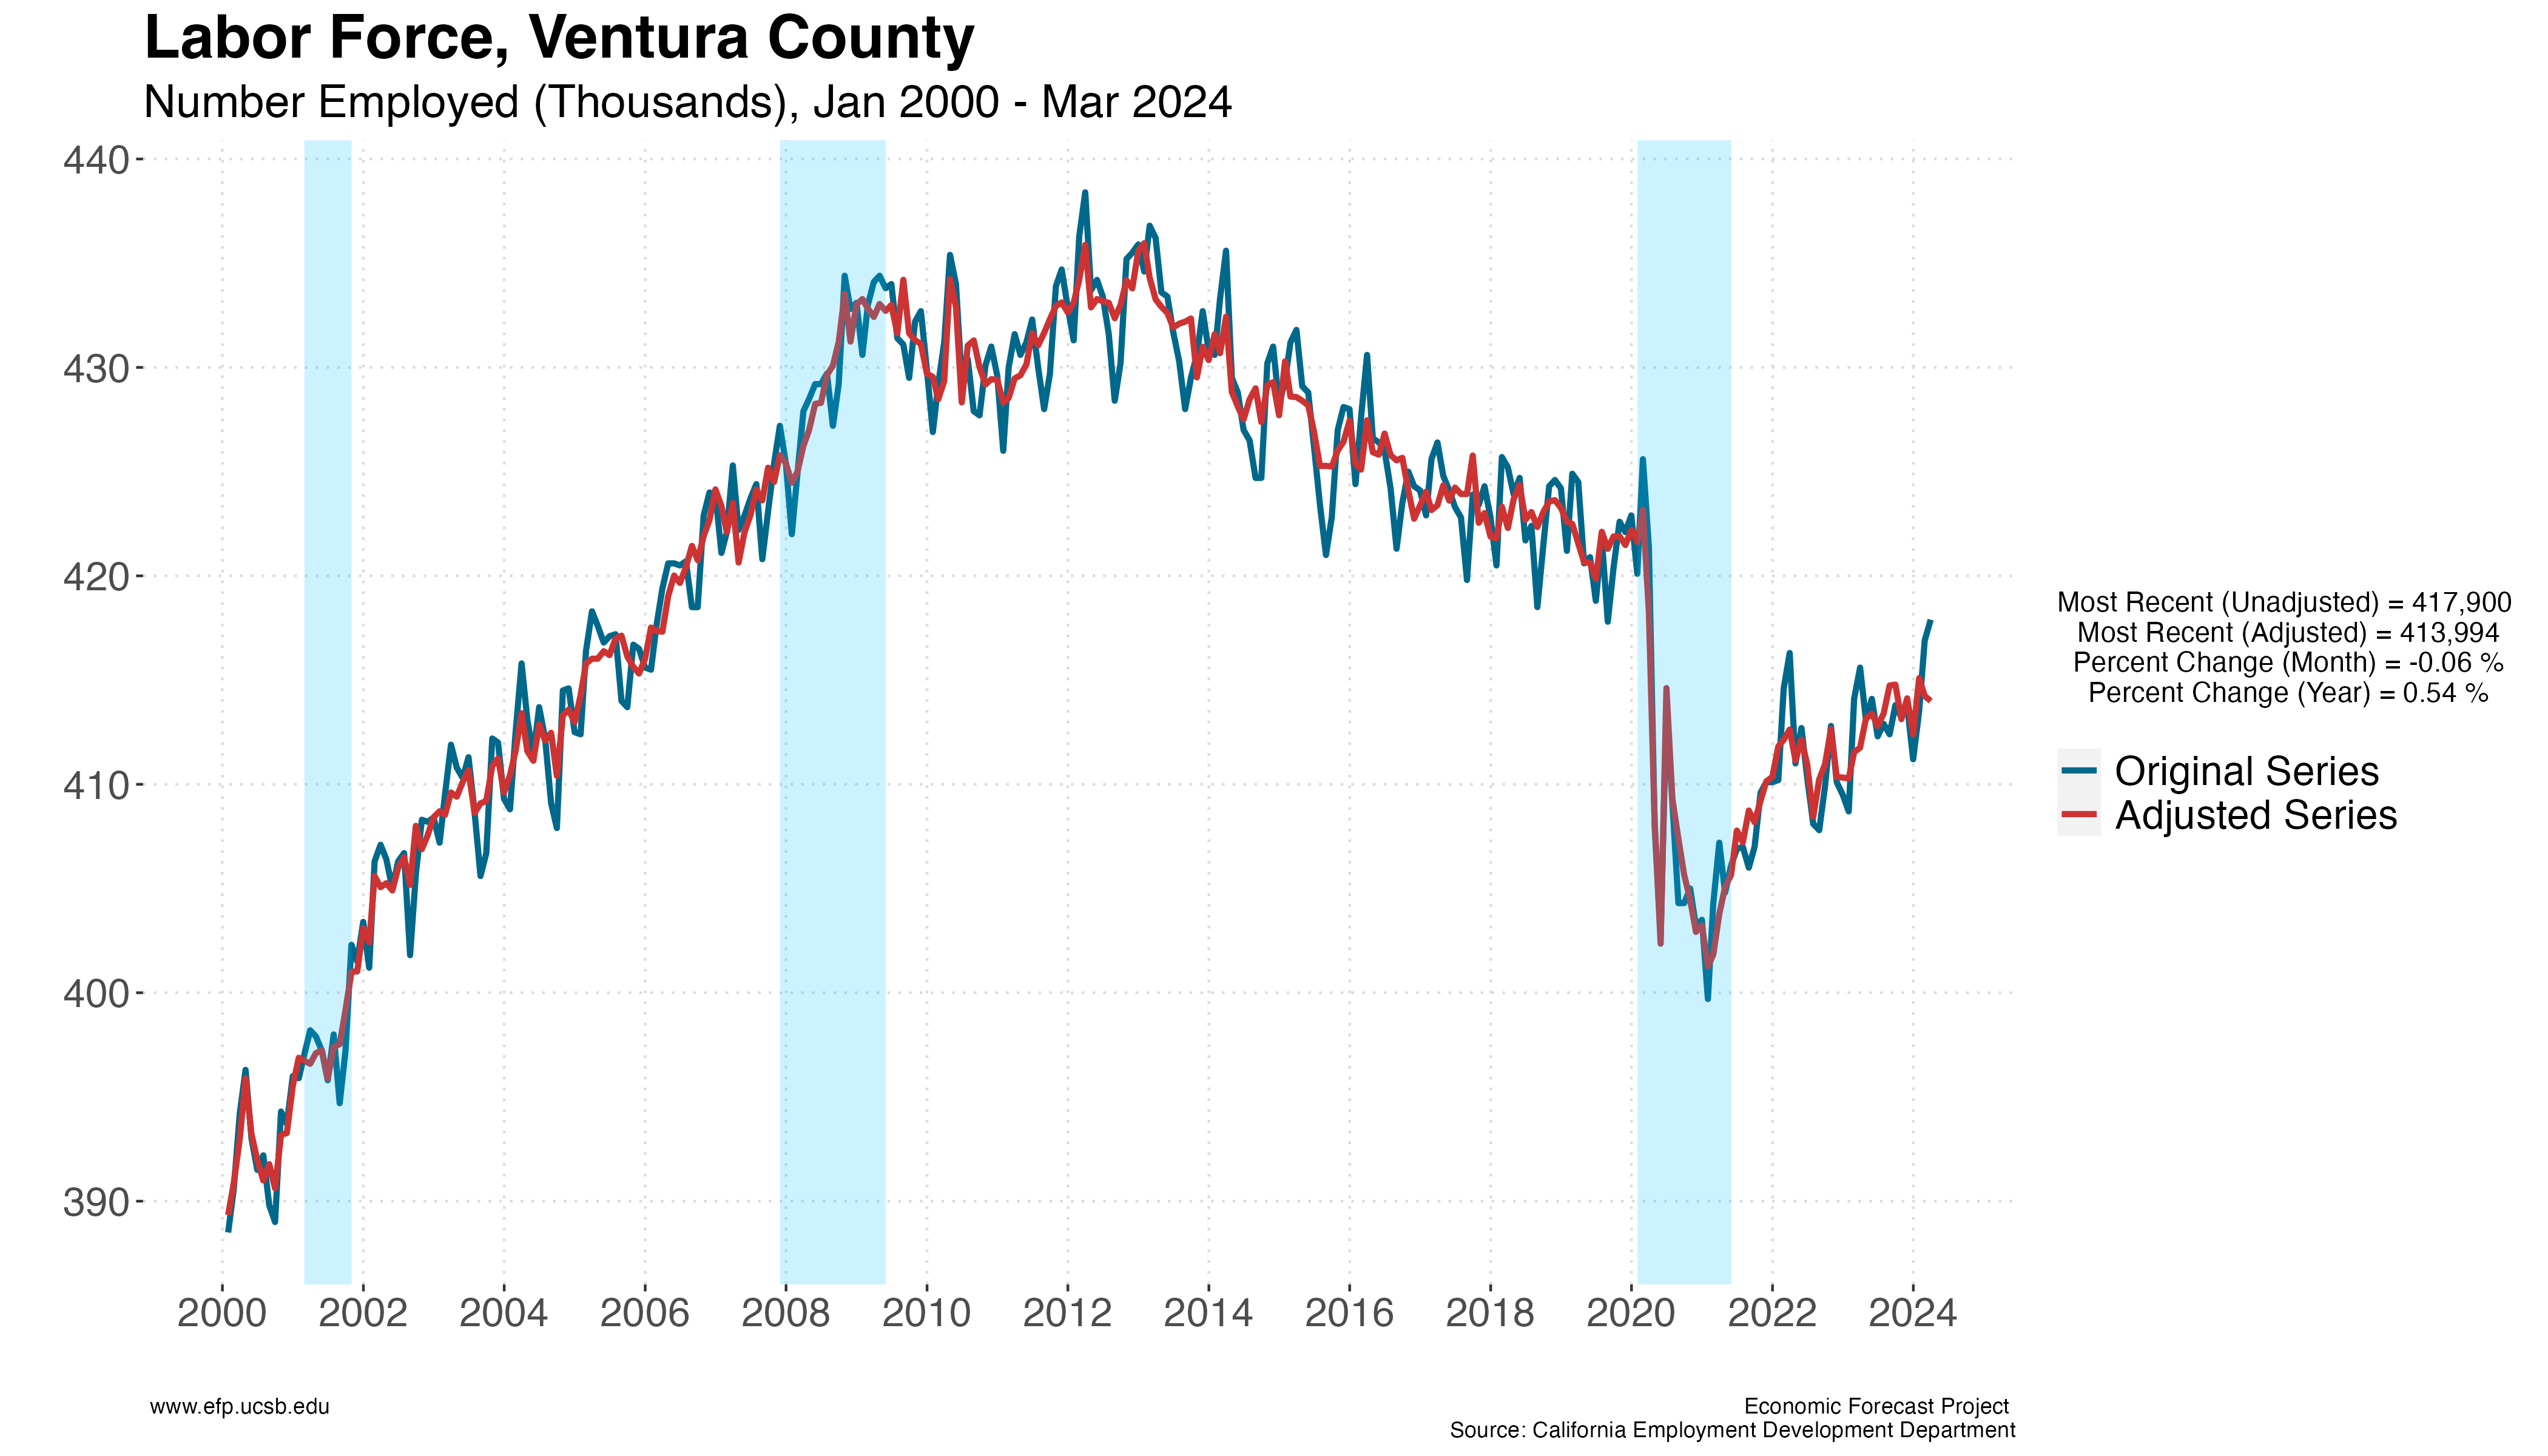 Labor Force, Ventura County
Number Employed (Thousands), Jan 2000 - Mar 2024
440
430
420
410
400
390
2000 2002 2004 2006 2008 2010 2012 2014 2016 2018 2020 2022 2024
Most Recent (Unadjusted) = 417,900
Most Recent (Adjusted) = 413,994
Percent Change (Month) = -0.06 %
Percent Change (Year) = 0.54 %
Original Series
Adjusted Series
www.efp.ucsb.edu
Economic Forecast Project
Source: California Employment Development Department